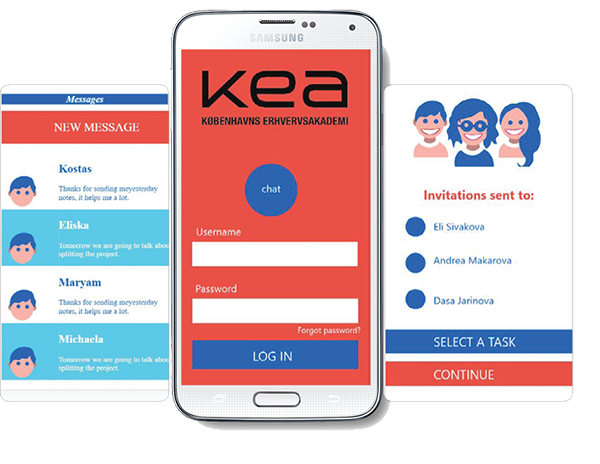 Messages
NEW MESSAGE
Kostas
Thanks for sending meyesterday
notes, it helps me a lot.
Eliska
Tomorrow we are going to talk about
splitting the project.
Maryam
Thanks for sending meyesterday
notes, it helps me a lot.
Michaela
Tomorrow we are going to talk about
splitting the project.
SAMSUNG
kea
KØBENHAVNS ERHVERVSAKADEMI
chat
Username
Password
Forgot password?
LOG IN
Invitations sent to:
Eli Sivakova
Andrea Makarova
Dasa Jarinova
SELECT A TASK
CONTINUE